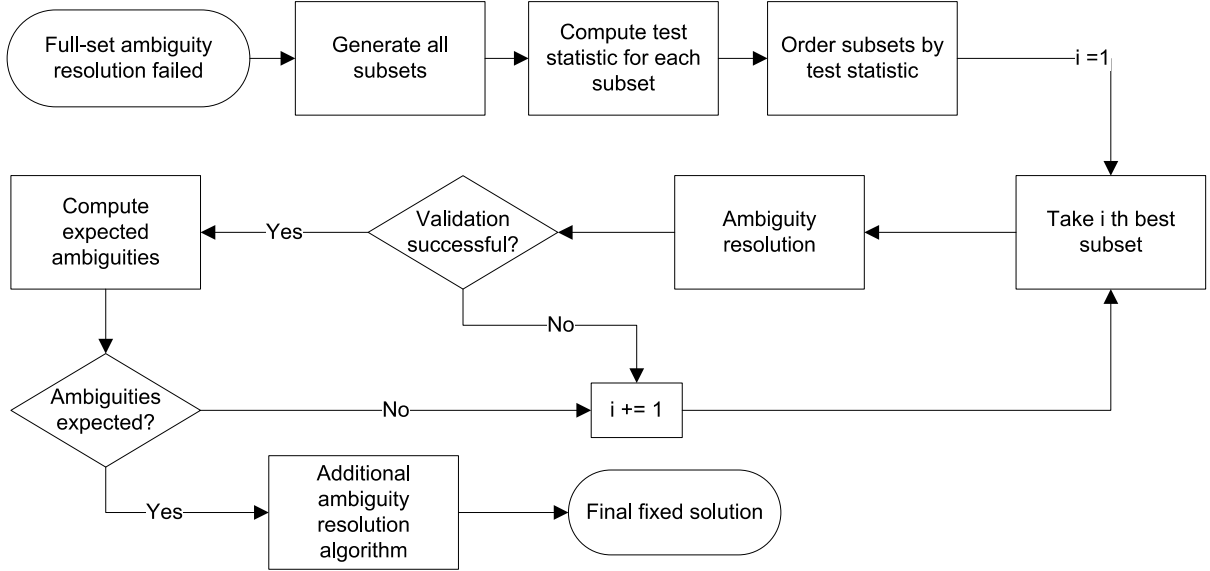 Full-set ambiguity
resolution failed
Generate all
subsets
Compute test
statistic for each
subset
Order subsets by
test statistic
i =1
Take i th best
subset
Ambiguity
resolution
Validation
successful?
Yes
No
Compute
expected
ambiguities
Ambiguities
expected?
No
i += 1
Yes
Additional
ambiguity
resolution
algorithm
Final fixed solution